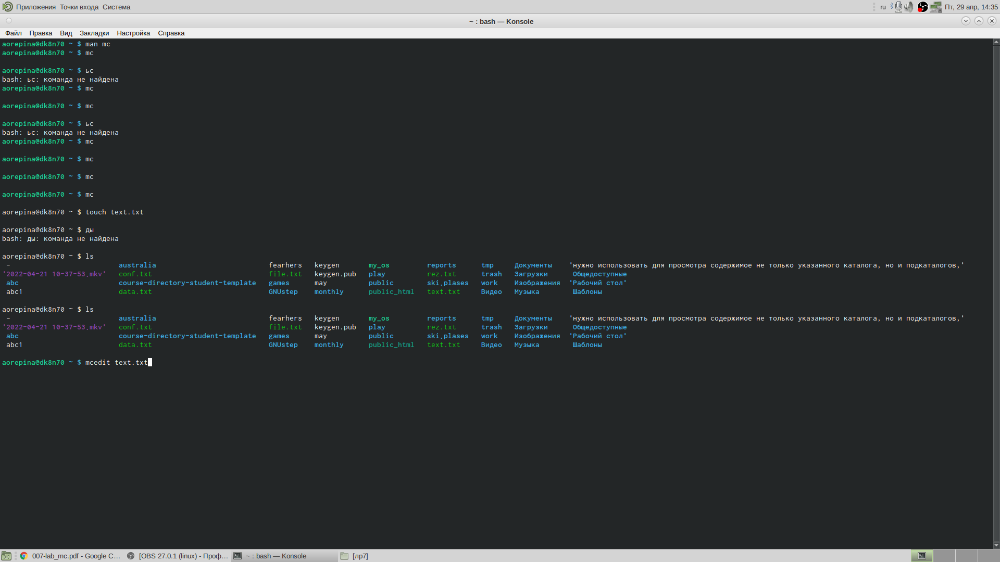 Приложения Точки входа Система
ru Пт, 29 апр, 14:35
~ : bash — Konsole
Файл Правка Вид Закладки Настройка Справка
aorepina@dk8n70 ~ $ man mc
aorepina@dk8n70 ~ $ mc
aorepina@dk8n70 ~ $ ьс
bash: ьс: команда не найдена
aorepina@dk8n70 ~ $ mc
aorepina@dk8n70 ~ $ mc
aorepina@dk8n70 ~ $ ьс
bash: ьс: команда не найдена
aorepina@dk8n70 ~ $ mc
aorepina@dk8n70 ~ $ mc
aorepina@dk8n70 ~ $ mc
aorepina@dk8n70 ~ $ mc
aorepina@dk8n70 ~ $ touch text.txt
aorepina@dk8n70 ~ $ ды
bash: ды: команда не найдена
aorepina@dk8n70 ~ $ ls
- australia fearhers keygen my_os reports tmp Документы 'нужно использовать для просмотра содержимое не только указанного каталога, но и подкаталогов,'
'2022-04-21 10-37-53.mkv' conf.txt file.txt keygen.pub play rez.txt trash Загрузки Общедоступные
abc course-directory-student-template games may public ski.plases work Изображения 'Рабочий стол'
abc1 data.txt GNUstep monthly public_html text.txt Видео Музыка Шаблоны
aorepina@dk8n70 ~ $ ls
- australia fearhers keygen my_os reports tmp Документы 'нужно использовать для просмотра содержимое не только указанного каталога, но и подкаталогов,'
'2022-04-21 10-37-53.mkv' conf.txt file.txt keygen.pub play rez.txt trash Загрузки Общедоступные
abc course-directory-student-template games may public ski.plases work Изображения 'Рабочий стол'
abc1 data.txt GNUstep monthly public_html text.txt Видео Музыка Шаблоны
aorepina@dk8n70 ~ $ mcedit text.txt
007-lab_mc.pdf - Google C... [OBS 27.0.1 (linux) - Проф... ~ : bash — Konsole [лр7]